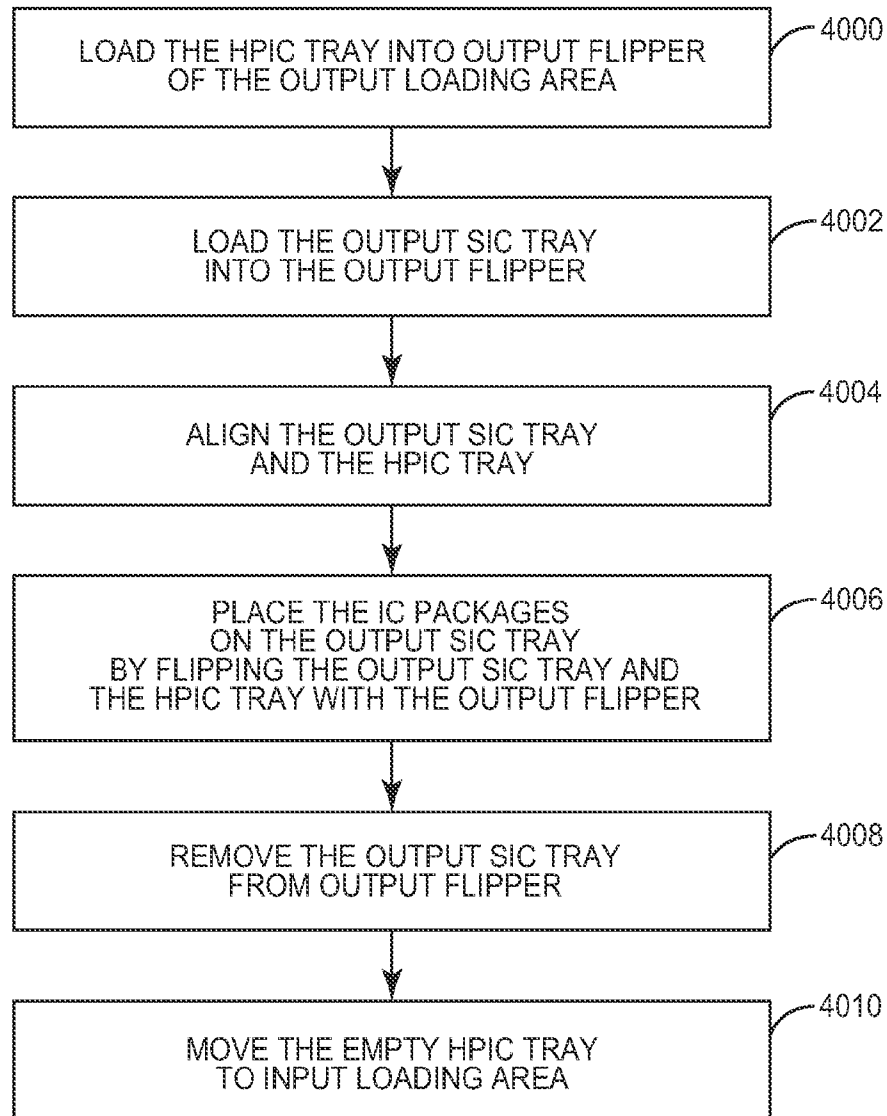 LOAD THE HPIC TRAY INTO OUTPUT FLIPPER
OF THE OUTPUT LOADING AREA
4000
LOAD THE OUTPUT SIC TRAY
INTO THE OUTPUT FLIPPER
4002
ALIGN THE OUTPUT SIC TRAY
AND THE HPIC TRAY
4004
PLACE THE IC PACKAGES
ON THE OUTPUT SIC TRAY
BY FLIPPING THE OUTPUT SIC TRAY AND
THE HPIC TRAY WITH THE OUTPUT FLIPPER
4006
REMOVE THE OUTPUT SIC TRAY
FROM OUTPUT FLIPPER
4008
MOVE THE EMPTY HPIC TRAY
TO INPUT LOADING AREA
4010